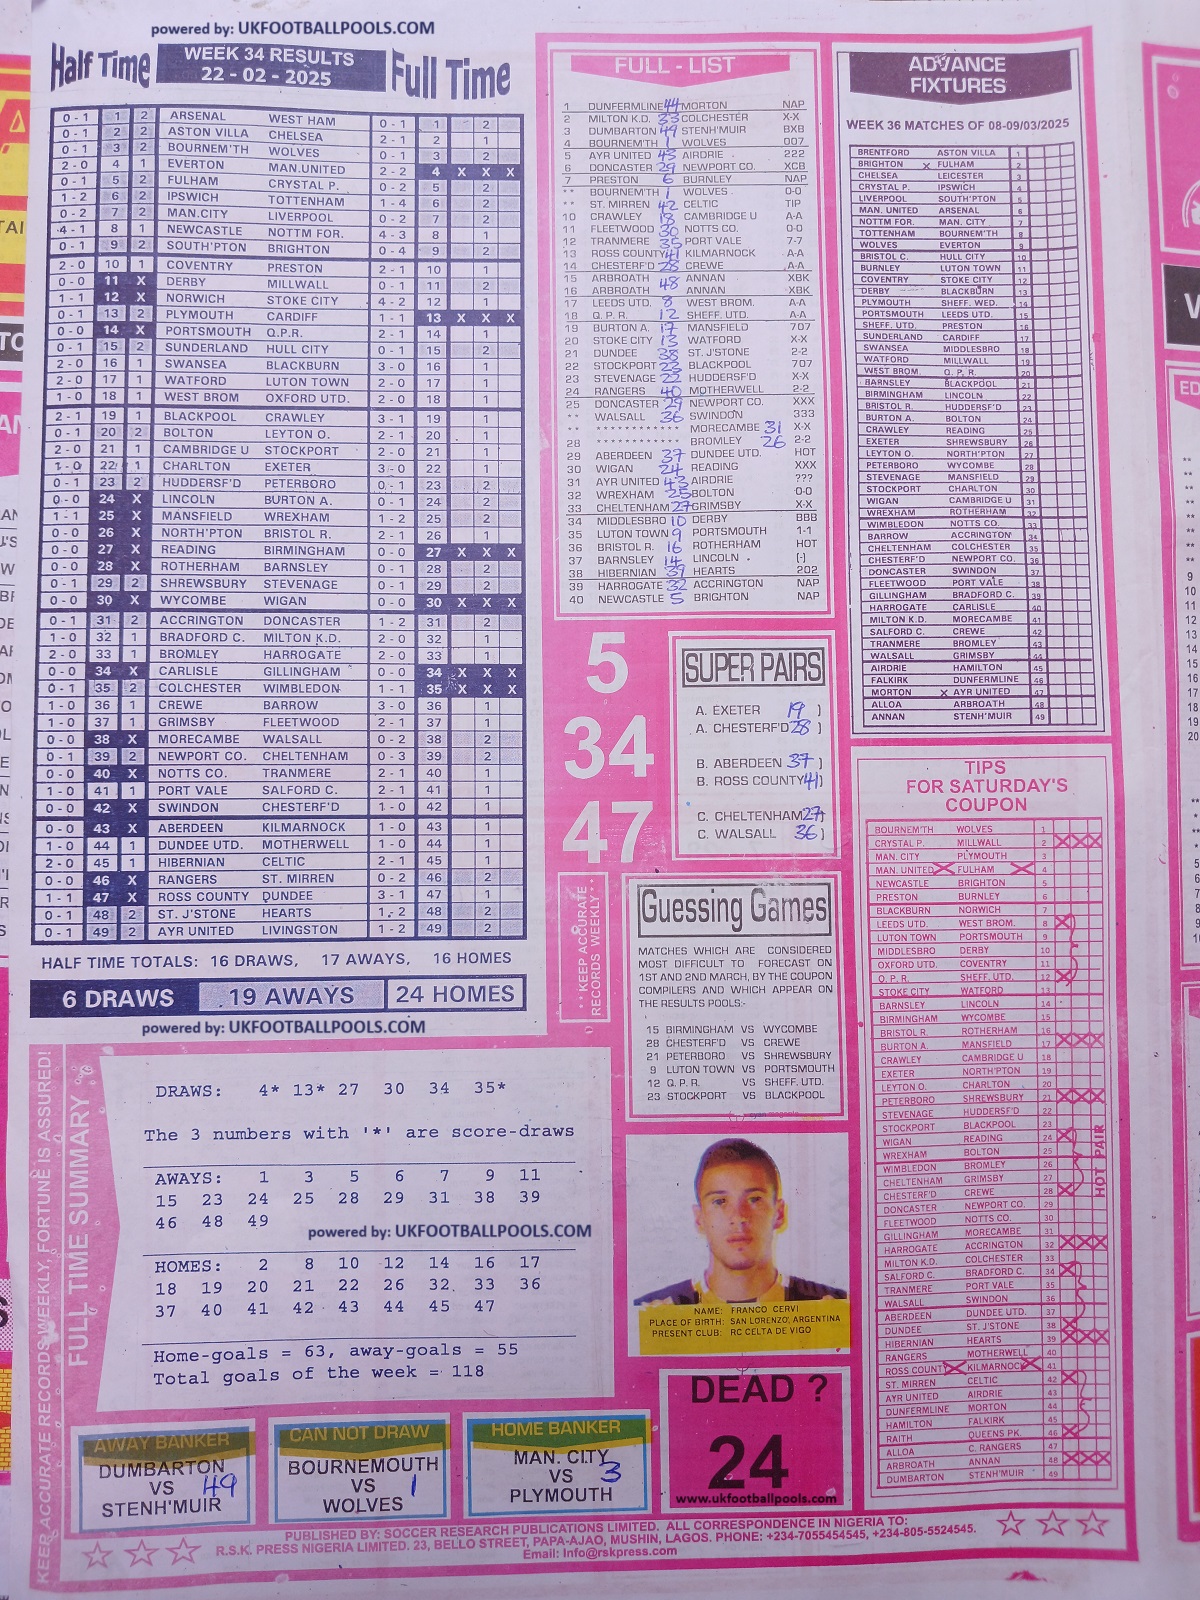 powered by: UKFOOTBALLPOOLS.COM
Half Time WEEK 34 RESULTS Full Time
22 - 02 - 2025
0 - 1 1 2 ARSENAL WEST HAM 0 - 1 1 2
0 - 1 2 2 ASTON VILLA CHELSEA 2 - 1 2 1
0 - 1 3 2 BOURNEM'TH WOLVES 0 - 1 3 2
2 - 0 4 1 EVERTON MAN.UNITED 2 - 2 4 X X X
0 - 1 5 2 FULHAM CRYSTAL P. 0 - 2 5 2
1 - 2 6 2 IPSWICH TOTTENHAM 1 - 4 6 2
0 - 2 7 2 MAN.CITY LIVERPOOL 0 - 2 7 2
4 - 1 8 1 NEWCASTLE NOTTM FOR. 4 - 3 8 1
0 - 1 9 2 SOUTH'PTON BRIGHTON 0 - 4 9 2
2 - 0 10 1 COVENTRY PRESTON 2 - 1 10 1
0 - 0 11 X DERBY MILLWALL 0 - 1 11 2
1 - 1 12 X NORWICH STOKE CITY 4 - 2 12 1
0 - 1 13 2 PLYMOUTH CARDIFF 1 - 1 13 X X X
0 - 0 14 X PORTSMOUTH Q.P.R. 2 - 1 14 1
0 - 1 15 2 SUNDERLAND HULL CITY 0 - 1 15 2
2 - 0 16 1 SWANSEA BLACKBURN 3 - 0 16 1
2 - 0 17 1 WATFORD LUTON TOWN 2 - 0 17 1
1 - 0 18 1 WEST BROM OXFORD UTD. 2 - 0 18 1
2 - 1 19 1 BLACKPOOL CRAWLEY 3 - 1 19 1
0 - 1 20 2 BOLTON LEYTON O. 2 - 1 20 1
2 - 0 21 1 CAMBRIDGE U STOCKPORT 2 - 0 21 1
1 - 0 22 1 CHARLTON EXETER 3 - 0 22 1
0 - 1 23 2 HUDDERSF'D PETERBORO 0 - 1 23 2
0 - 0 24 X LINCOLN BURTON A. 0 - 1 24 2
1 - 1 25 X MANSFIELD WREXHAM 1 - 2 25 2
0 - 0 26 X NORTH'PTON BRISTOL R. 2 - 1 26 1
0 - 0 27 X READING BIRMINGHAM 0 - 0 27 X X X
0 - 0 28 X ROTHERHAM BARNSLEY 0 - 1 28 2
0 - 1 29 2 SHREWSBURY STEVENAGE 0 - 1 29 2
0 - 0 30 X WYCOMBE WIGAN 0 - 0 30 X X X
0 - 1 31 2 ACCRINGTON DONCASTER 1 - 2 31 2
1 - 0 32 1 BRADFORD C. MILTON K.D. 2 - 0 32 1
2 - 0 33 1 BROMLEY HARROGATE 2 - 0 33 1
0 - 0 34 X CARLISLE GILLINGHAM 0 - 0 34 X X X
0 - 1 35 2 COLCHESTER WIMBLEDON 1 - 1 35 X X X
1 - 0 36 1 CREWE BARROW 3 - 0 36 1
1 - 0 37 1 GRIMSBY FLEETWOOD 2 - 1 37 1
0 - 0 38 X MORECAMBE WALSALL 0 - 2 38 2
0 - 1 39 2 NEWPORT CO. CHELTENHAM 0 - 3 39 2
0 - 0 40 X NOTTS CO. TRANMERE 2 - 1 40 1
1 - 0 41 1 PORT VALE SALFORD C. 2 - 1 41 1
0 - 0 42 X SWINDON CHESTERF'D 1 - 0 42 1
0 - 0 43 X ABERDEEN KILMARNOCK 1 - 0 43 1
1 - 0 44 1 DUNDEE UTD. MOTHERWELL 1 - 0 44 1
2 - 0 45 1 HIBERNIAN CELTIC 2 - 1 45 1
0 - 0 46 X RANGERS ST. MIRREN 0 - 2 46 2
1 - 1 47 X ROSS COUNTY DUNDEE 3 - 1 47 1
0 - 1 48 2 ST. J'STONE HEARTS 1 - 2 48 2
0 - 1 49 2 AYR UNITED LIVINGSTON 1 - 2 49 2
HALF TIME TOTALS: 16 DRAWS, 17 AWAYS, 16 HOMES
6 DRAWS 19 AWAYS 24 HOMES
powered by: UKFOOTBALLPOOLS.COM
KEEP ACCURATE RECORDS WEEKLY, FORTUNE IS ASSURED!
FULL TIME SUMMARY
DRAWS: 4* 13* 27 30 34 35*
The 3 numbers with '*' are score-draws
AWAYS: 1 3 5 6 7 9 11
15 23 24 25 28 29 31 38 39
46 48 49
powered by: UKFOOTBALLPOOLS.COM
HOMES: 2 8 10 12 14 16 17
18 19 20 21 22 26 32 33 36
37 40 41 42 43 44 45 47
Home-goals = 63, away-goals = 55
Total goals of the week = 118
AWAY BANKER
DUMBARTON
VS 49
STENH'MUIR
CAN NOT DRAW
BOURNEMOUTH
VS 1
WOLVES
HOME BANKER
MAN. CITY
VS 3
PLYMOUTH
FULL - LIST
1 DUNFERMLINE 44 MORTON NAP
2 MILTON K.D. 33 COLCHESTER X-X
3 DUMBARTON 49 STENH'MUIR BXB
4 BOURNEM'TH 1 WOLVES 007
5 AYR UNITED 43 AIRDRIE 222
6 DONCASTER 29 NEWPORT CO. XCB
7 PRESTON 6 BURNLEY NAP
** BOURNEM'TH 1 WOLVES 0-0
** ST. MIRREN 42 CELTIC TIP
10 CRAWLEY 18 CAMBRIDGE U A-A
11 FLEETWOOD 30 NOTTS CO. 0-0
12 TRANMERE 35 PORT VALE 7-7
13 ROSS COUNTY 41 KILMARNOCK A-A
14 CHESTERF'D 28 CREWE A-A
15 ARBROATH 48 ANNAN XBK
16 ARBROATH ANNAN XBK
17 LEEDS UTD. 8 WEST BROM. A-A
18 Q. P. R. 12 SHEFF. UTD. A-A
19 BURTON A. 17 MANSFIELD 707
20 STOKE CITY 13 WATFORD X-X
21 DUNDEE 38 ST. J'STONE 2-2
22 STOCKPORT 23 BLACKPOOL 707
23 STEVENAGE 22 HUDDERSF'D X-X
24 RANGERS 40 MOTHERWELL 2-2
25 DONCASTER 29 NEWPORT CO. XXX
** WALSALL 36 SWINDON 333
** ************ MORECAMBE 31 X-X
28 ************ BROMLEY 26 2-2
29 ABERDEEN 37 DUNDEE UTD. HOT
30 WIGAN 24 READING XXX
31 AYR UNITED 43 AIRDRIE ???
32 WREXHAM 25 BOLTON 0-0
33 CHELTENHAM 27 GRIMSBY X-X
34 MIDDLESBRO 10 DERBY BBB
35 LUTON TOWN 9 PORTSMOUTH 1-1
36 BRISTOL R. 16 ROTHERHAM HOT
37 BARNSLEY 14 LINCOLN [-]
38 HIBERNIAN 39 HEARTS 202
39 HARROGATE 32 ACCRINGTON NAP
40 NEWCASTLE 5 BRIGHTON NAP
5
34
47
SUPER PAIRS
A. EXETER 19 ]
A. CHESTERF'D 28 ]
B. ABERDEEN 37 ]
B. ROSS COUNTY 41 ]
C. CHELTENHAM 27 ]
C. WALSALL 36 ]
**KEEP ACCURATE
RECORDS WEEKLY**
Guessing Games
MATCHES WHICH ARE CONSIDERED
MOST DIFFICULT TO FORECAST ON
1ST AND 2ND MARCH, BY THE COUPON
COMPILERS AND WHICH APPEAR ON
THE RESULTS POOLS:-
15 BIRMINGHAM VS WYCOMBE
28 CHESTERF'D VS CREWE
21 PETERBORO VS SHREWSBURY
9 LUTON TOWN VS PORTSMOUTH
12 Q. P. R. VS SHEFF. UTD.
23 STOCKPORT VS BLACKPOOL
NAME: FRANCO CERVI
PLACE OF BIRTH: SAN LORENZO, ARGENTINA
PRESENT CLUB: RC CELTA DE VIGO
DEAD ?
24
www.ukfootballpools.com
ADVANCE
FIXTURES
WEEK 36 MATCHES OF 08-09/03/2025
BRENTFORD ASTON VILLA 1
BRIGHTON X FULHAM 2
CHELSEA LEICESTER 3
CRYSTAL P. IPSWICH 4
LIVERPOOL SOUTH'PTON 5
MAN. UNITED ARSENAL 6
NOTTM FOR. MAN. CITY 7
TOTTENHAM BOURNEM'TH 8
WOLVES EVERTON 9
BRISTOL C. HULL CITY 10
BURNLEY LUTON TOWN 11
COVENTRY STOKE CITY 12
DERBY BLACKBURN 13
PLYMOUTH SHEFF. WED. 14
PORTSMOUTH LEEDS UTD. 15
SHEFF. UTD. PRESTON 16
SUNDERLAND CARDIFF 17
SWANSEA MIDDLESBRO 18
WATFORD MILLWALL 19
WEST BROM. Q. P. R. 20
BARNSLEY BLACKPOOL 21
BIRMINGHAM LINCOLN 22
BRISTOL R. HUDDERSF'D 23
BURTON A. BOLTON 24
CRAWLEY READING 25
EXETER SHREWSBURY 26
LEYTON O. NORTH'PTON 27
PETERBORO WYCOMBE 28
STEVENAGE MANSFIELD 29
STOCKPORT CHARLTON 30
WIGAN CAMBRIDGE U 31
WREXHAM ROTHERHAM 32
WIMBLEDON NOTTS CO. 33
BARROW ACCRINGTON 34
CHELTENHAM COLCHESTER 35
CHESTERF'D NEWPORT CO. 36
DONCASTER SWINDON 37
FLEETWOOD PORT VALE 38
GILLINGHAM BRADFORD C. 39
HARROGATE CARLISLE 40
MILTON K.D. MORECAMBE 41
SALFORD C. CREWE 42
TRANMERE BROMLEY 43
WALSALL GRIMSBY 44
AIRDRIE HAMILTON 45
FALKIRK DUNFERMLINE 46
MORTON X AYR UNITED 47
ALLOA ARBROATH 48
ANNAN STENH'MUIR 49
TIPS
FOR SATURDAY'S
COUPON
BOURNEM'TH WOLVES 1
CRYSTAL P. MILLWALL 2
MAN. CITY PLYMOUTH 3
MAN. UNITED FULHAM 4
NEWCASTLE BRIGHTON 5
PRESTON BURNLEY 6
BLACKBURN NORWICH 7
LEEDS UTD. WEST BROM. 8
LUTON TOWN PORTSMOUTH 9
MIDDLESBRO DERBY 10
OXFORD UTD. COVENTRY 11
Q. P. R. SHEFF. UTD. 12
STOKE CITY WATFORD 13
BARNSLEY LINCOLN 14
BIRMINGHAM WYCOMBE 15
BRISTOL R. ROTHERHAM 16
BURTON A. MANSFIELD 17
CRAWLEY CAMBRIDGE U 18
EXETER NORTH'PTON 19
LEYTON O. CHARLTON 20
PETERBORO SHREWSBURY 21
STEVENAGE HUDDERSF'D 22
STOCKPORT BLACKPOOL 23
WIGAN READING 24
WREXHAM BOLTON 25
WIMBLEDON BROMLEY 26
CHELTENHAM GRIMSBY 27
CHESTERF'D CREWE 28
DONCASTER NEWPORT CO. 29
FLEETWOOD NOTTS CO. 30
GILLINGHAM MORECAMBE 31
HARROGATE ACCRINGTON 32
MILTON K.D. COLCHESTER 33
SALFORD C. BRADFORD C. 34
TRANMERE PORT VALE 35
WALSALL SWINDON 36
ABERDEEN DUNDEE UTD. 37
DUNDEE ST. J'STONE 38
HIBERNIAN HEARTS 39
RANGERS MOTHERWELL 40
ROSS COUNTY KILMARNOCK 41
ST. MIRREN CELTIC 42
AYR UNITED AIRDRIE 43
DUNFERMLINE MORTON 44
HAMILTON FALKIRK 45
RAITH QUEENS PK. 46
ALLOA C. RANGERS 47
ARBROATH ANNAN 48
DUMBARTON STENH'MUIR 49
HOT PAIR
PUBLISHED BY: SOCCER RESEARCH PUBLICATIONS LIMITED. ALL CORRESPONDENCE IN NIGERIA TO:
R.S.K. PRESS NIGERIA LIMITED. 23, BELLO STREET, PAPA-AJAO, MUSHIN, LAGOS. PHONE: +234-7055454545, +234-805-5524545.
Email: Info@rskpress.com